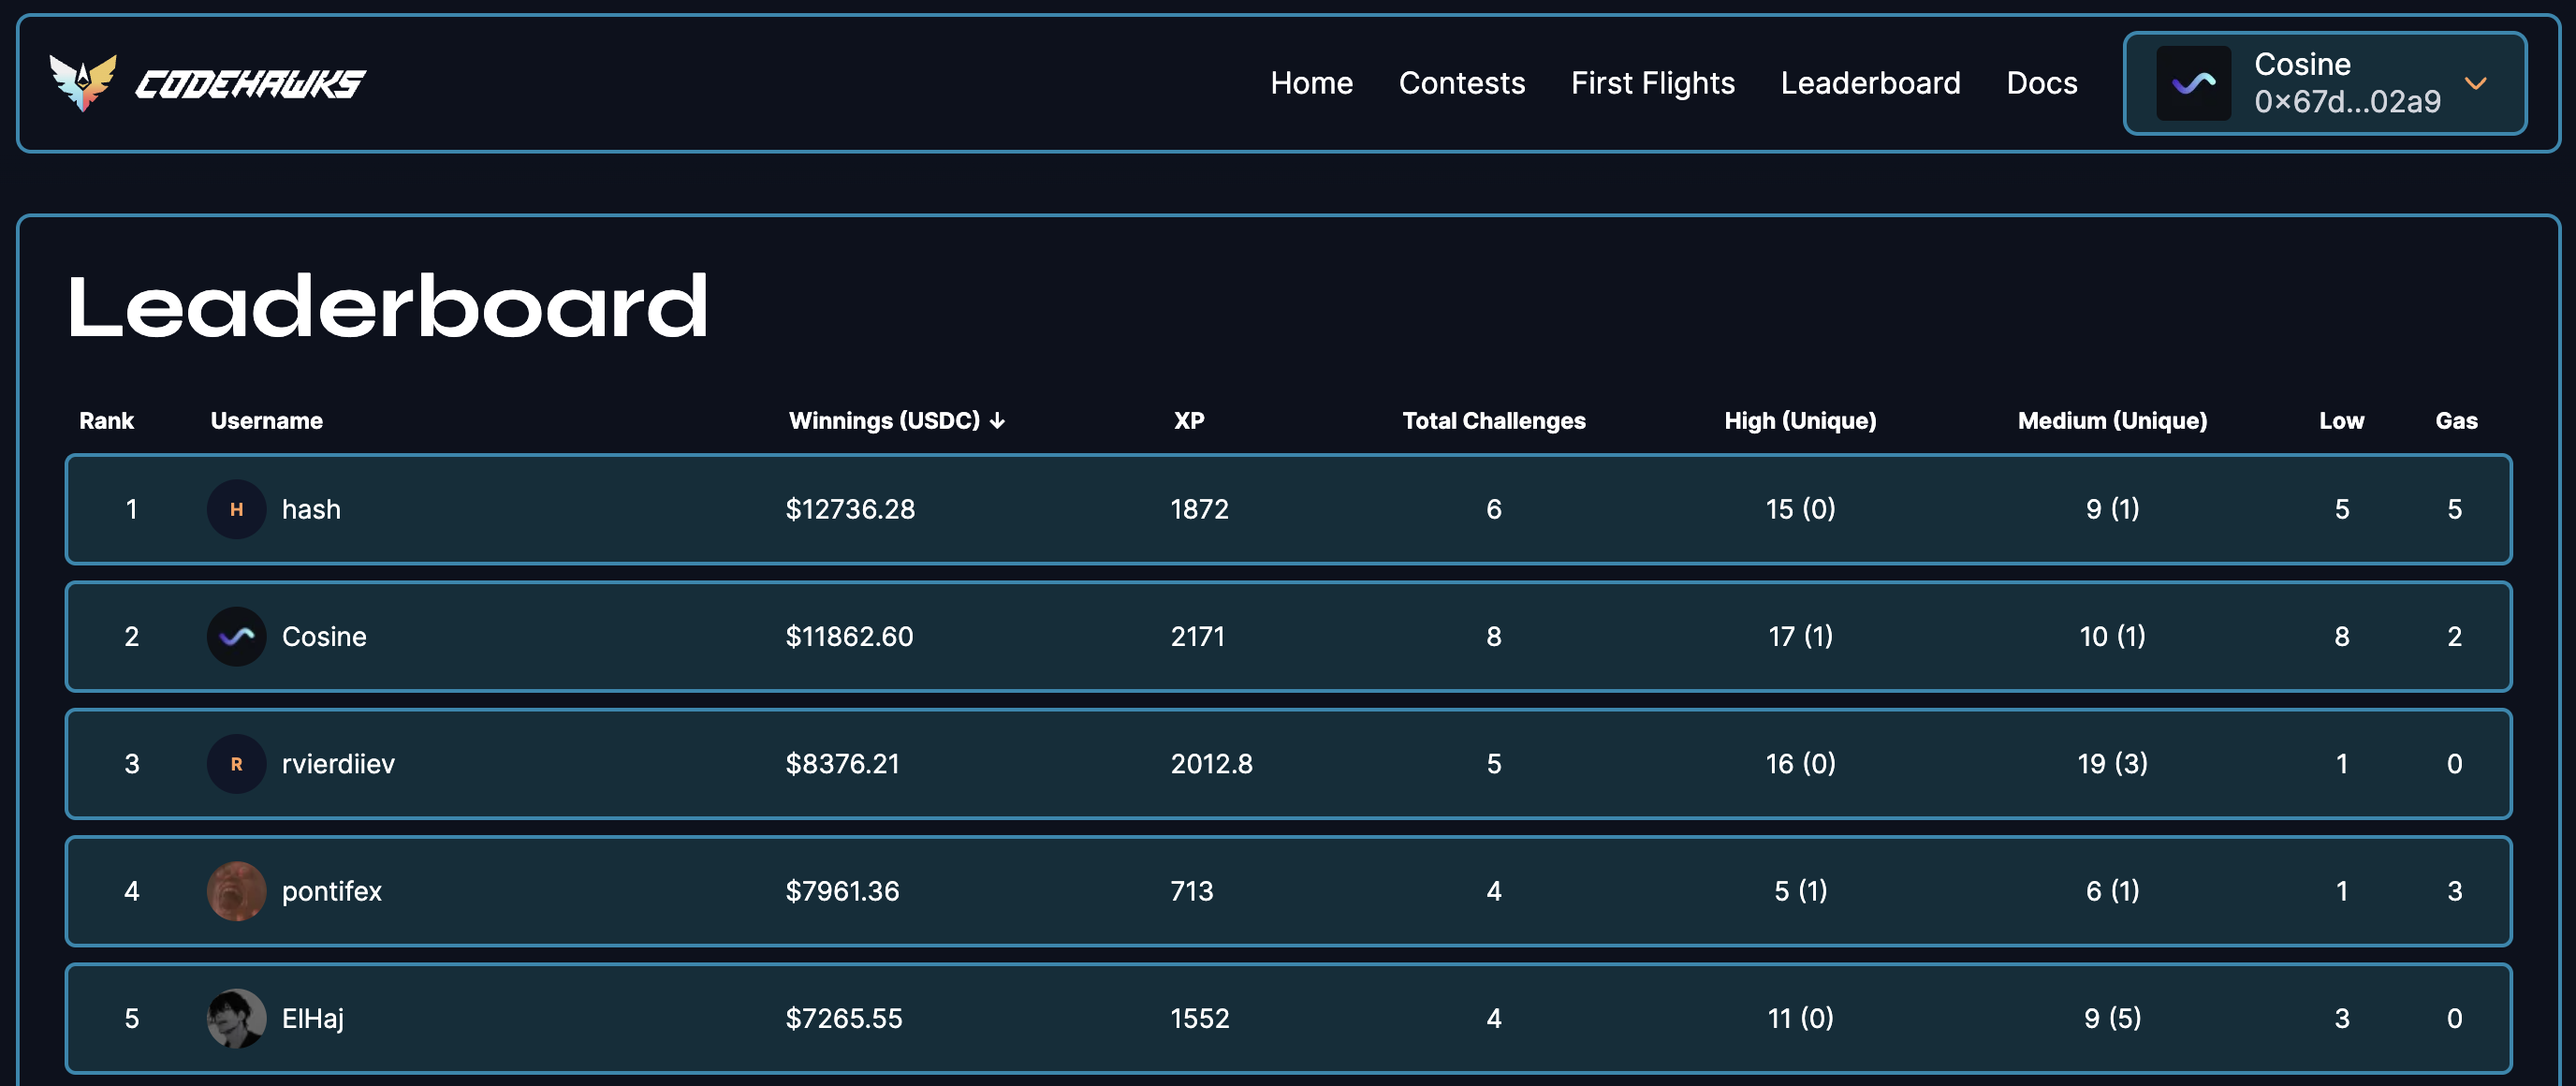 CODEHAWKS
Home Contests First Flights Leaderboard Docs
Cosine
0×67d...02a9
Leaderboard
Rank Username Winnings (USDC) ↓ XP Total Challenges High (Unique) Medium (Unique) Low Gas
1 H hash $12736.28 1872 6 15 (0) 9 (1) 5 5
2 Cosine $11862.60 2171 8 17 (1) 10 (1) 8 2
3 R rvierdiiev $8376.21 2012.8 5 16 (0) 19 (3) 1 0
4 pontifex $7961.36 713 4 5 (1) 6 (1) 1 3
5 ElHaj $7265.55 1552 4 11 (0) 9 (5) 3 0